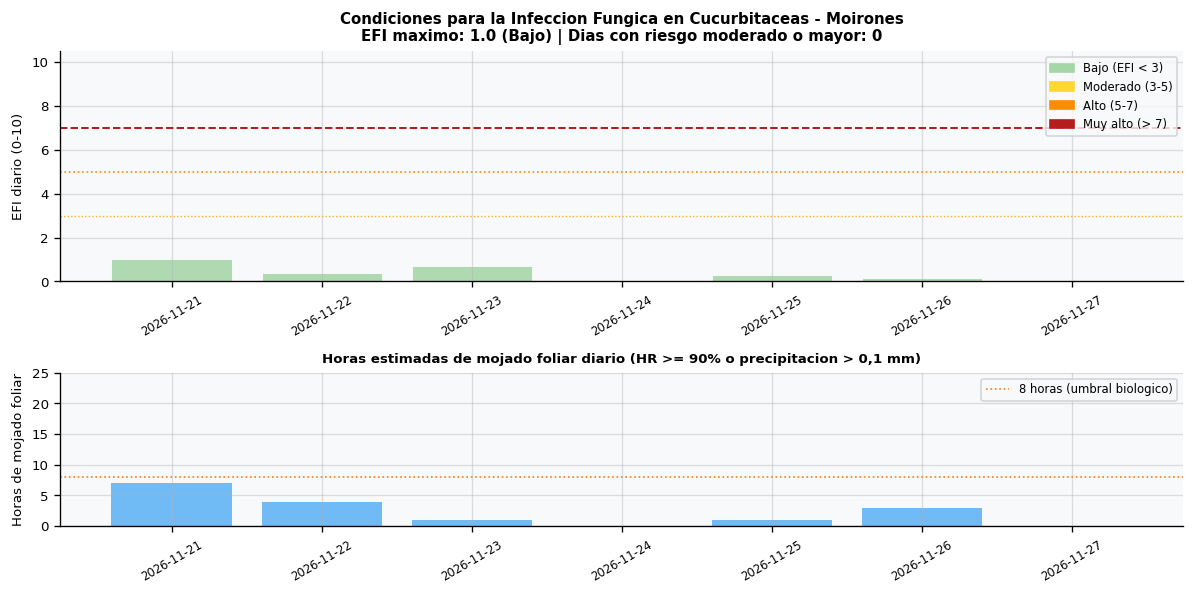 Condiciones para la Infeccion Fungica en Cucurbitaceas - Moirones
EFI maximo: 1.0 (Bajo) | Dias con riesgo moderado o mayor: 0
EFI diario (0-10)
10
8
6
4
2
0
Bajo (EFI < 3)
Moderado (3-5)
Alto (5-7)
Muy alto (> 7)
2026-11-21
2026-11-22
2026-11-23
2026-11-24
2026-11-25
2026-11-26
2026-11-27
Horas estimadas de mojado foliar diario (HR >= 90% o precipitacion > 0,1 mm)
Horas de mojado foliar
25
20
15
10
5
0
8 horas (umbral biologico)
2026-11-21
2026-11-22
2026-11-23
2026-11-24
2026-11-25
2026-11-26
2026-11-27